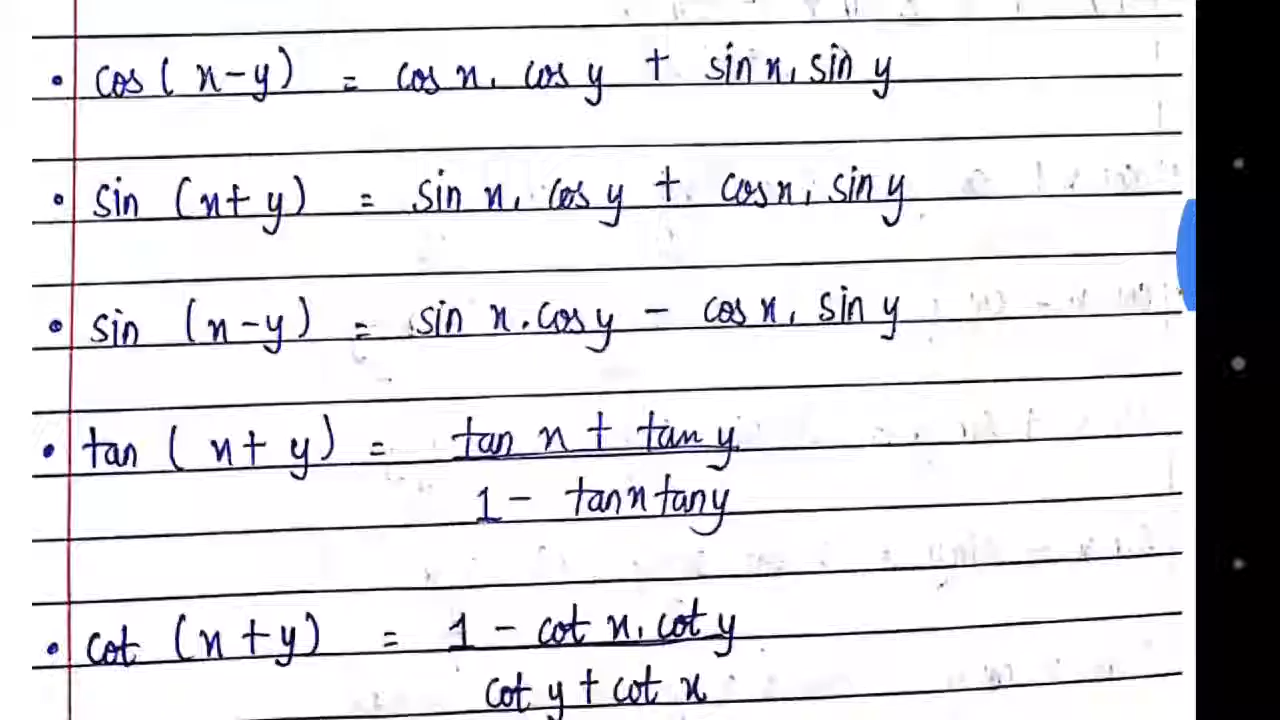 • cos(x-y) = cos x. cos y + sin x. sin y
• sin (x+y) = sin x. cos y + cos x. sin y
• sin (x-y) = sin x. cos y - cos x. sin y
• tan (x+y) = tan x + tan y
1 - tan x tan y
• cot (x+y) = 1 - cot x. cot y
cot y + cot x